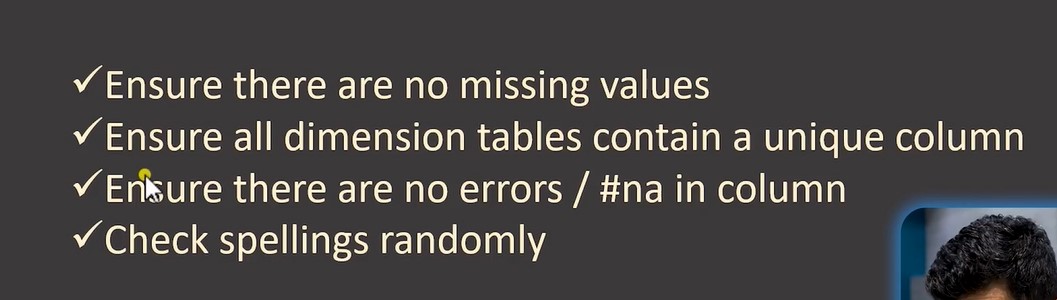 ✓Ensure there are no missing values
✓Ensure all dimension tables contain a unique column
✓Ensure there are no errors / #na in column
✓Check spellings randomly